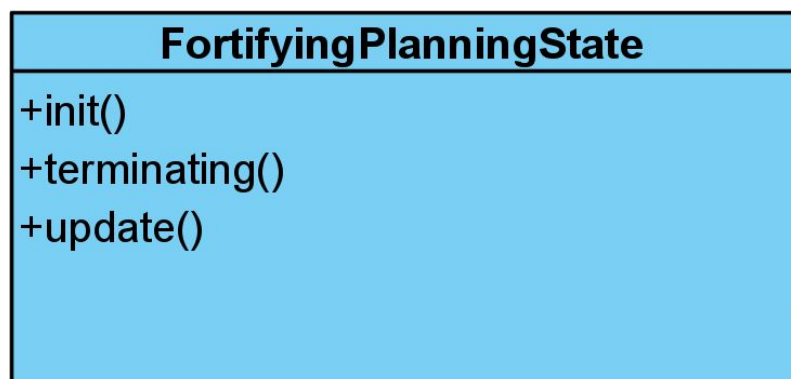 FortifyingPlanningState
+init()
+terminating()
+update()